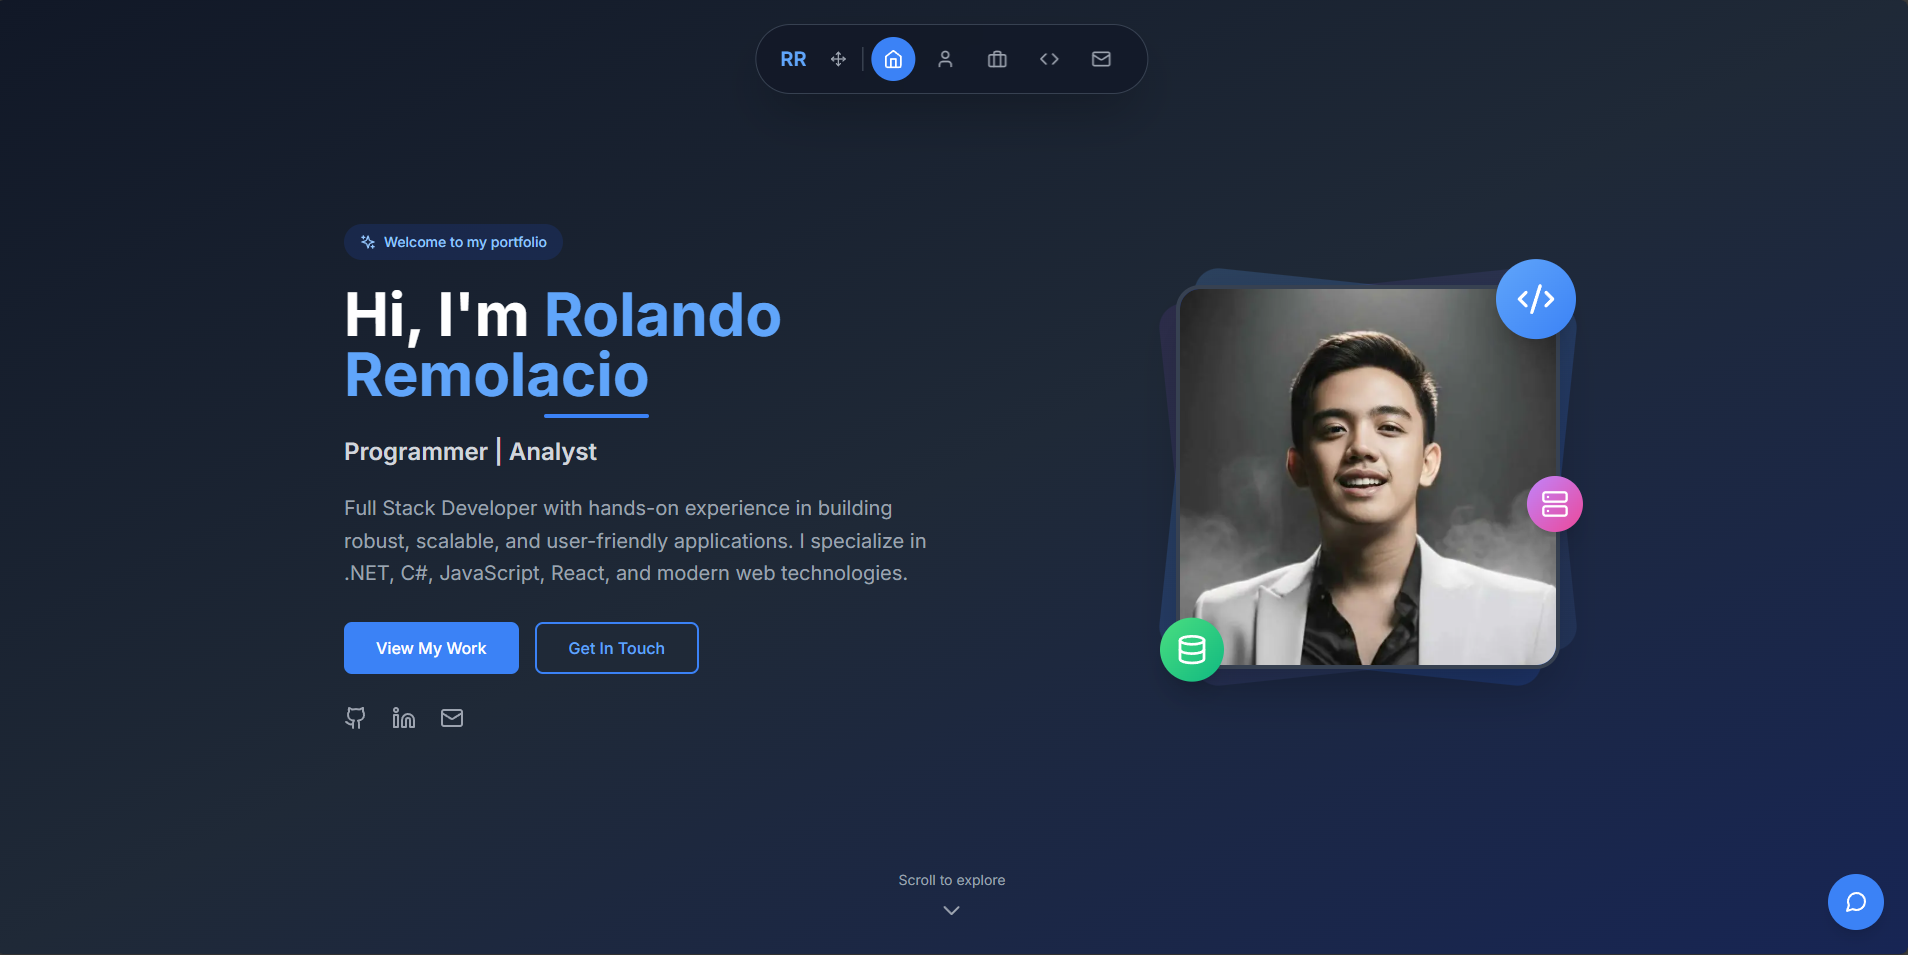 RR
Welcome to my portfolio
Hi, I'm Rolando
Remolacio
Programmer | Analyst
Full Stack Developer with hands-on experience in building
robust, scalable, and user-friendly applications. I specialize in
.NET, C#, JavaScript, React, and modern web technologies.
View My Work
Get In Touch
Scroll to explore